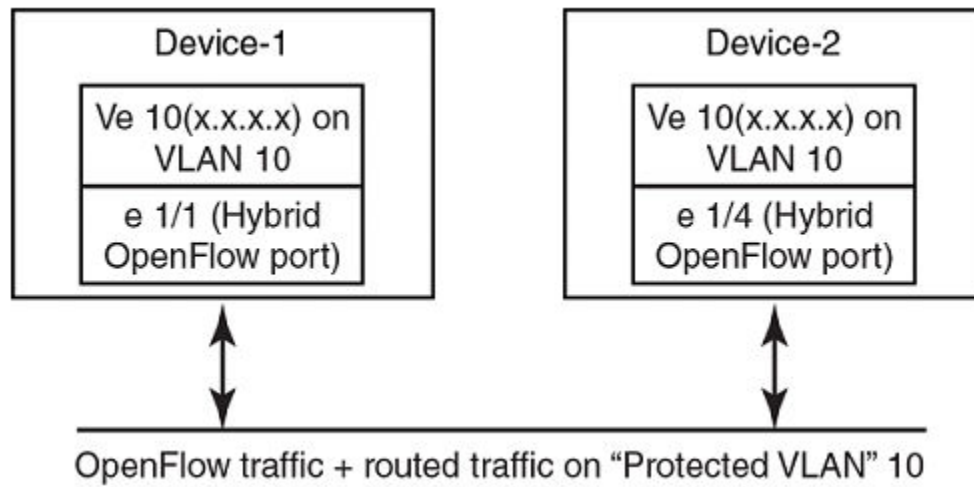 Device-1
Ve 10(x.x.x.x) on
VLAN 10
e 1/1 (Hybrid
OpenFlow port)
Device-2
Ve 10(x.x.x.x) on
VLAN 10
e 1/4 (Hybrid
OpenFlow port)
OpenFlow traffic + routed traffic on “Protected VLAN” 10